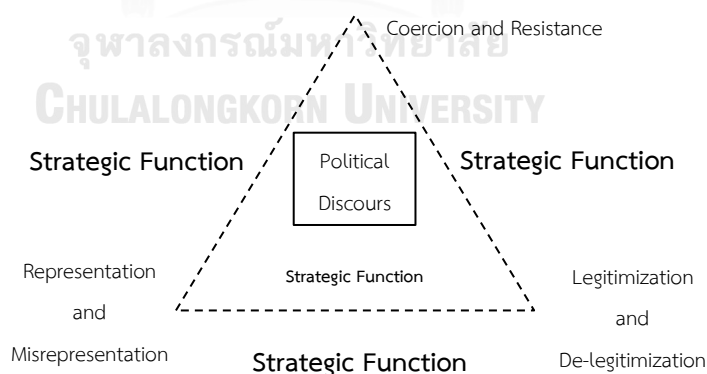 Coercion and Resistance
จุฬาลงกรณ์มหาวิทยาลัย
CHULALONGKORN UNIVERSITY
Strategic Function
Political
Discours
Strategic Function
Representation
and
Misrepresentation
Strategic Function
Legitimization
and
De-legitimization
Strategic Function